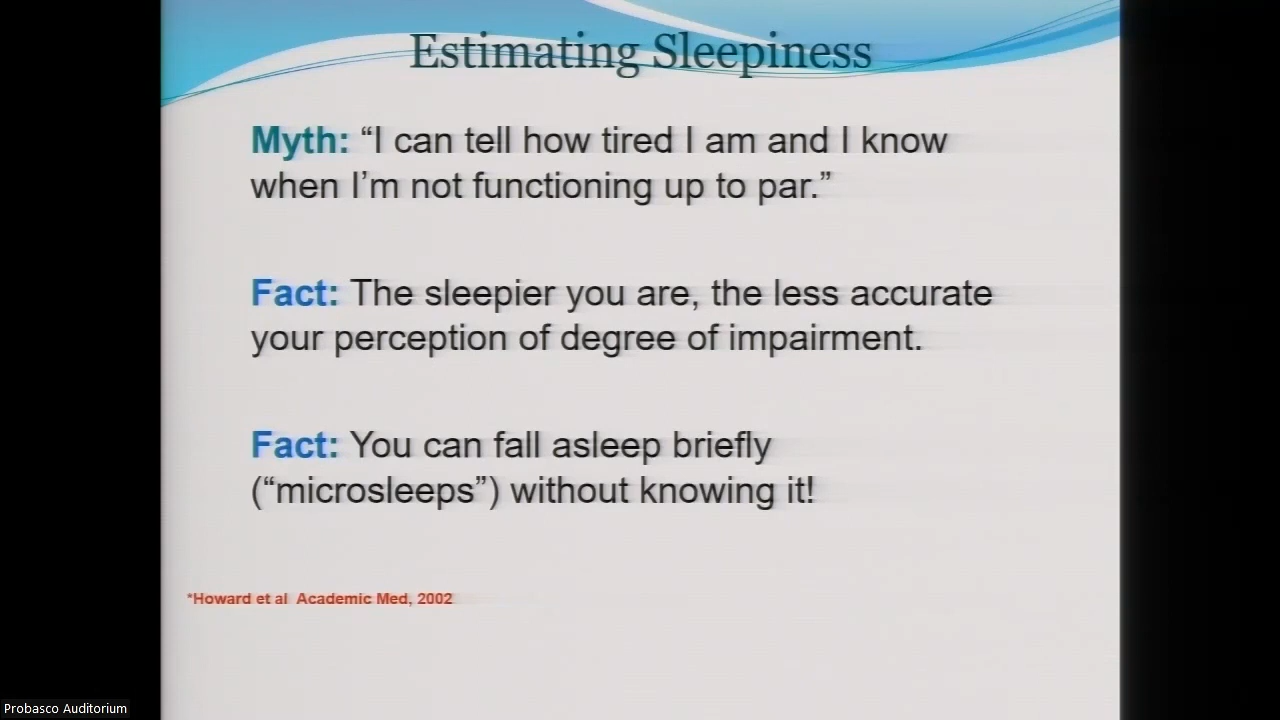 Estimating Sleepiness
Myth: “I can tell how tired I am and I know
when I’m not functioning up to par.”
Fact: The sleepier you are, the less accurate
your perception of degree of impairment.
Fact: You can fall asleep briefly
(“microsleeps”) without knowing it!
*Howard et al Academic Med, 2002
Probasco Auditorium